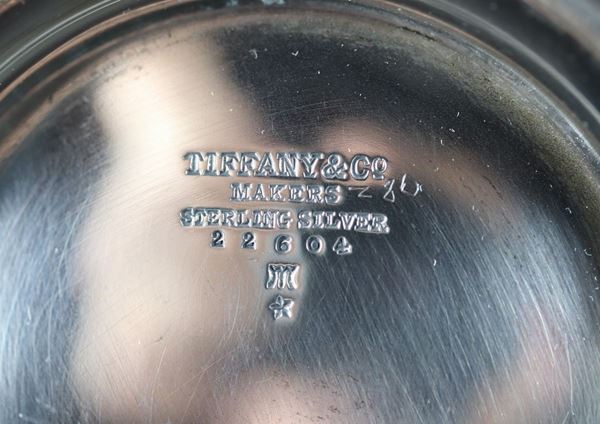 TIFFANY & Co
MAKERS
STERLING SILVER
22604
M